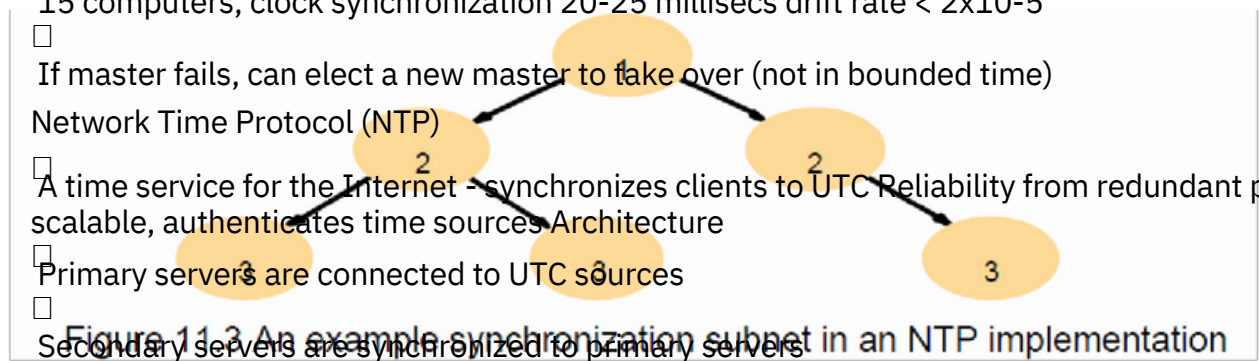 15 computers, clock synchronization 20-25 millisecs drift rate < 2x10-5
If master fails, can elect a new master to take over (not in bounded time)
1
Network Time Protocol (NTP)
2
2
A time service for the Internet - synchronizes clients to UTC Reliability from redundant p
scalable, authenticates time sources Architecture
Primary servers are connected to UTC sources
3
3
3
Figure 11.3 An example synchronization subnet in an NTP implementation
Secondary servers are synchronized to primary servers.